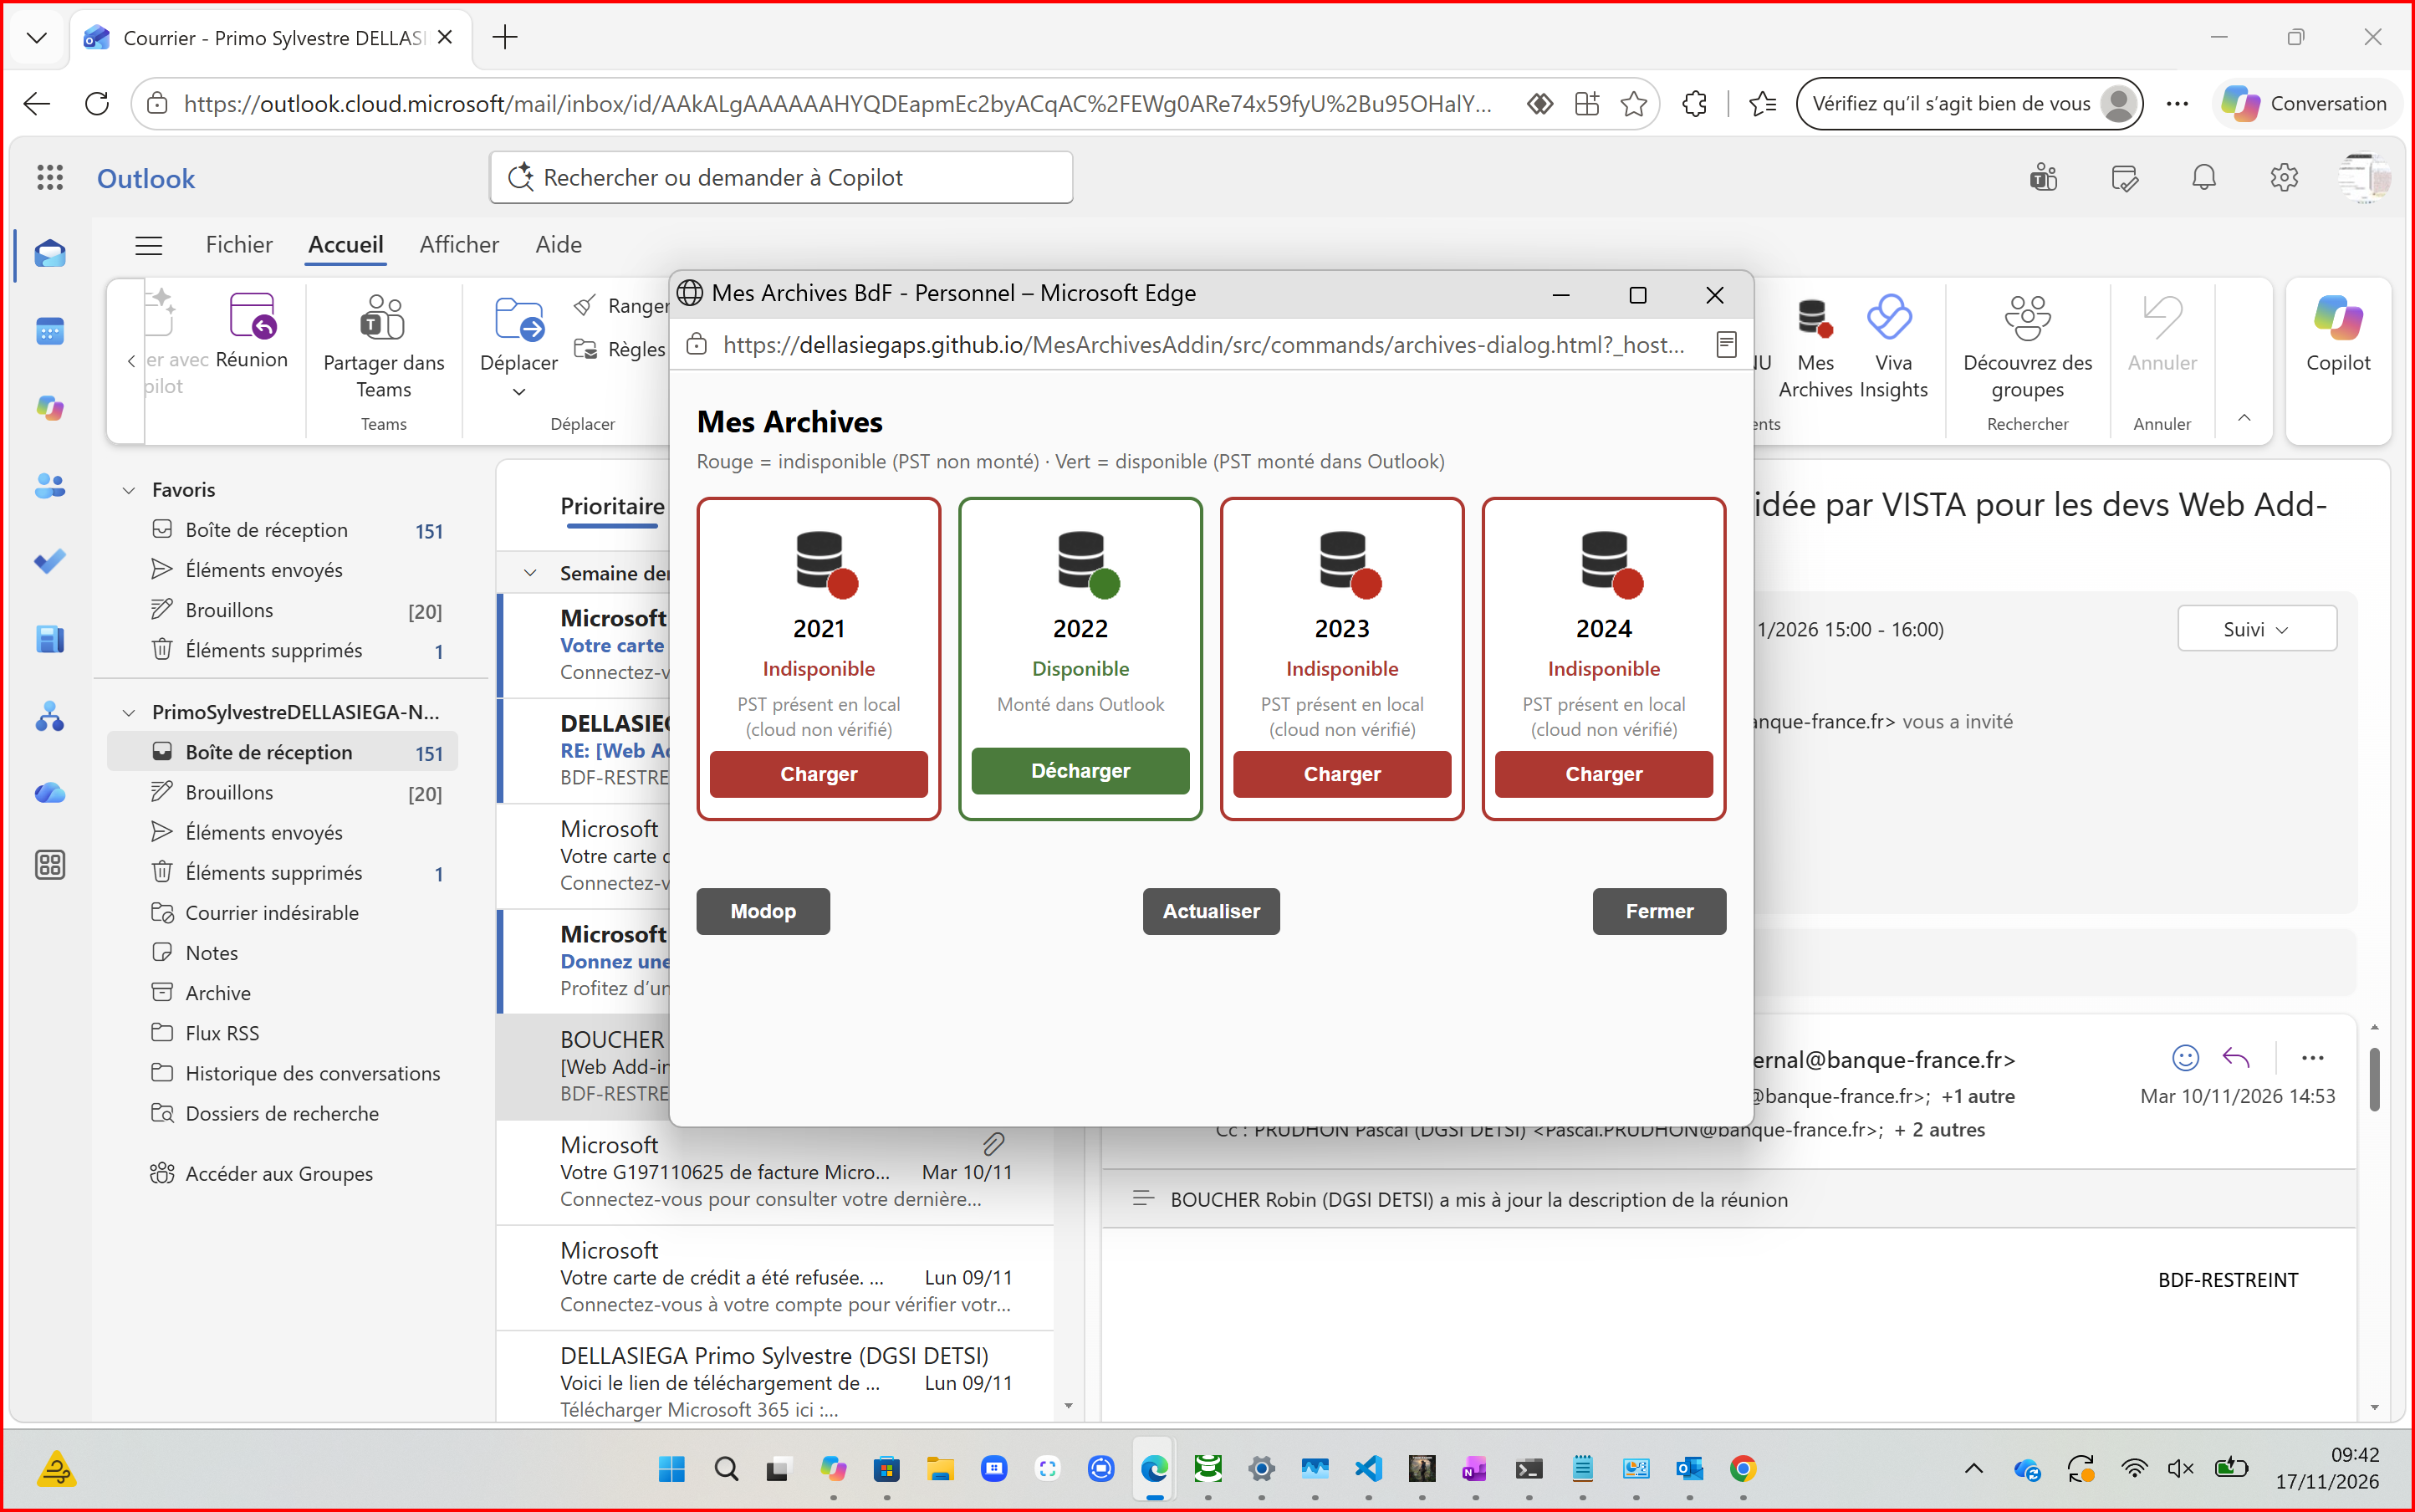 Courrier - Primo Sylvestre DELLAS
https://outlook.cloud.microsoft/mail/inbox/id/AAkALgAAAAAAHYQDEapmEc2byACqAC%2FEWg0ARe74x59fyU%2Bu95OHalY...
Vérifiez qu'il s'agit bien de vous
Conversation
Outlook
Rechercher ou demander à Copilot
Fichier
Accueil
Afficher
Aide
er avec
pilot
Réunion
Partager dans
Teams
Teams
Déplacer
Ranger
Règles
Déplacer
NU
Mes
Archives
Viva
Insights
ents
Découvrez des
groupes
Rechercher
Annuler
Annuler
Copilot
Favoris
Boîte de réception 151
Éléments envoyés
Brouillons [20]
Éléments supprimés 1
PrimoSylvestreDELLASIEGA-N...
Boîte de réception 151
Brouillons [20]
Éléments envoyés
Éléments supprimés 1
Courrier indésirable
Notes
Archive
Flux RSS
Historique des conversations
Dossiers de recherche
Accéder aux Groupes
Prioritaire
Semaine der
Microsoft
Votre carte
Connectez-v
DELLASIEG
RE: [Web Ad
BDF-RESTRE
Microsoft
Votre carte d
Connectez-v
Microsoft
Donnez une
Profitez d'un
BOUCHER
[Web Add-in
BDF-RESTRE
Microsoft
Votre G197110625 de facture Micro... Mar 10/11
Connectez-vous pour consulter votre dernière...
Microsoft
Votre carte de crédit a été refusée. ... Lun 09/11
Connectez-vous à votre compte pour vérifier votr...
DELLASIEGA Primo Sylvestre (DGSI DETSI)
Voici le lien de téléchargement de ... Lun 09/11
Télécharger Microsoft 365 ici :...
Mes Archives BdF - Personnel – Microsoft Edge
https://dellasiegaps.github.io/MesArchivesAddin/src/commands/archives-dialog.html?_host...
Mes Archives
Rouge = indisponible (PST non monté) · Vert = disponible (PST monté dans Outlook)
2021
Indisponible
PST présent en local
(cloud non vérifié)
Charger
2022
Disponible
Monté dans Outlook
Décharger
2023
Indisponible
PST présent en local
(cloud non vérifié)
Charger
2024
Indisponible
PST présent en local
(cloud non vérifié)
Charger
Modop
Actualiser
Fermer
idée par VISTA pour les devs Web Add-
1/2026 15:00 - 16:00)
Suivi
anque-france.fr> vous a invité
ernal@banque-france.fr>
@banque-france.fr>; +1 autre
Mar 10/11/2026 14:53
Cc : PRUDHON Pascal (DGSI DETSI) <Pascal.PRUDHON@banque-france.fr>; + 2 autres
BOUCHER Robin (DGSI DETSI) a mis à jour la description de la réunion
BDF-RESTREINT
09:42
17/11/2026